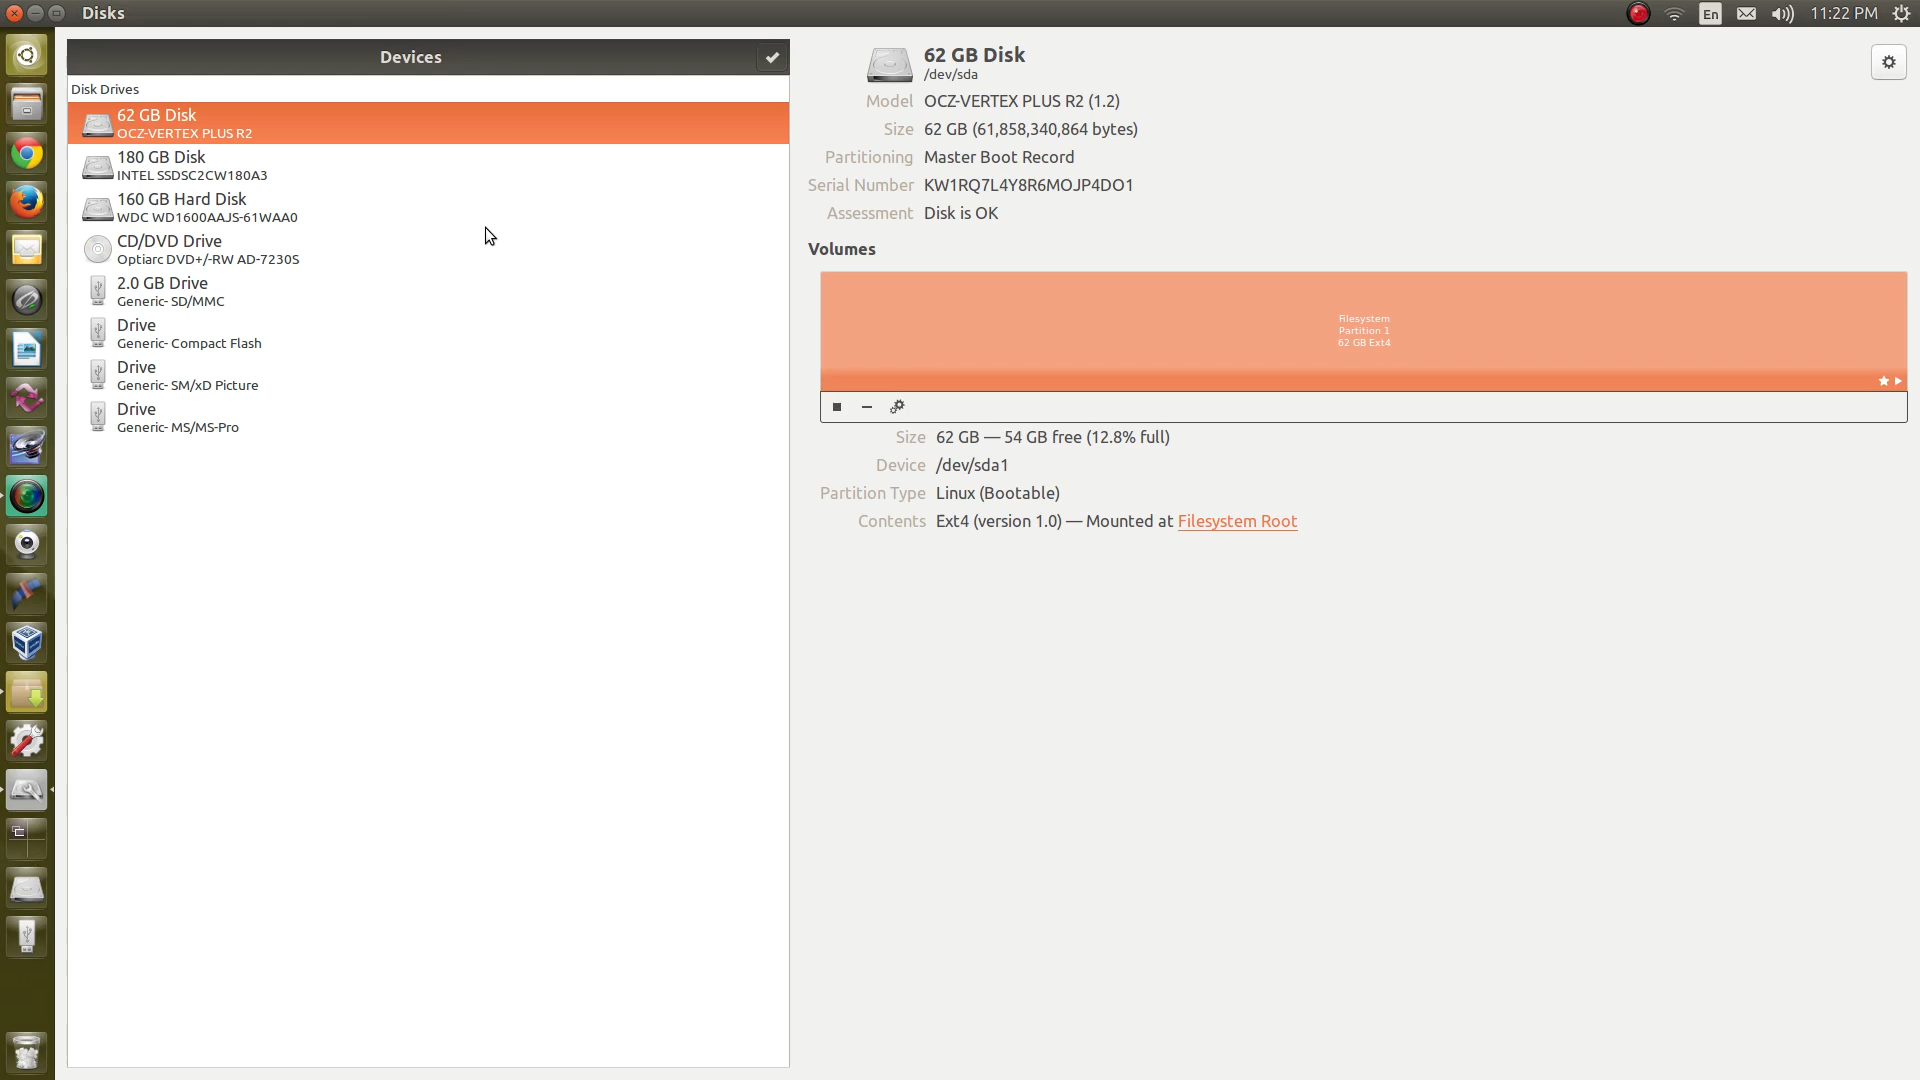 Disks
En
11:22 PM
Devices
Disk Drives
62 GB Disk
OCZ-VERTEX PLUS R2
180 GB Disk
INTEL SSDSC2CW180A3
160 GB Hard Disk
WDC WD1600AAJS-61WAA0
CD/DVD Drive
Optiarc DVD+/-RW AD-7230S
2.0 GB Drive
Generic- SD/MMC
Drive
Generic- Compact Flash
Drive
Generic- SM/xD Picture
Drive
Generic- MS/MS-Pro
62 GB Disk
/dev/sda
Model OCZ-VERTEX PLUS R2 (1.2)
Size 62 GB (61,858,340,864 bytes)
Partitioning Master Boot Record
Serial Number KW1RQ7L4Y8R6MOJP4DO1
Assessment Disk is OK
Volumes
Filesystem
Partition 1
62 GB Ext4
Size 62 GB — 54 GB free (12.8% full)
Device /dev/sda1
Partition Type Linux (Bootable)
Contents Ext4 (version 1.0) — Mounted at Filesystem Root